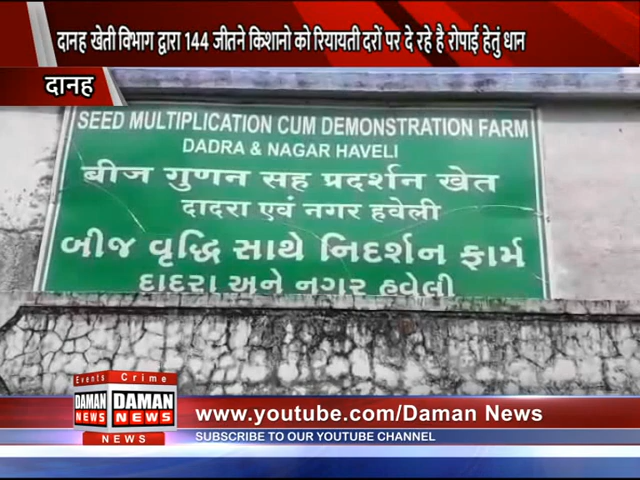 दानह खेती विभाग द्वारा 144 जीतने किशानो को रियायती दरों पर दे रहे है रोपाई हेतुं धान
दानह
SEED MULTIPLICATION CUM DEMONSTRATION FARM
DADRA & NAGAR HAVELI
बीज गुणन सह प्रदर्शन खेत
दादरा एवं नगर हवेली
બીજ વૃદ્ધિ સાથે નિદર્શન ફાર્મ
દાદરા અને નગર હવેલી
Events Crime
DAMAN NEWS
DAMAN NEWS
NEWS
www.youtube.com/Daman News
SUBSCRIBE TO OUR YOUTUBE CHANNEL